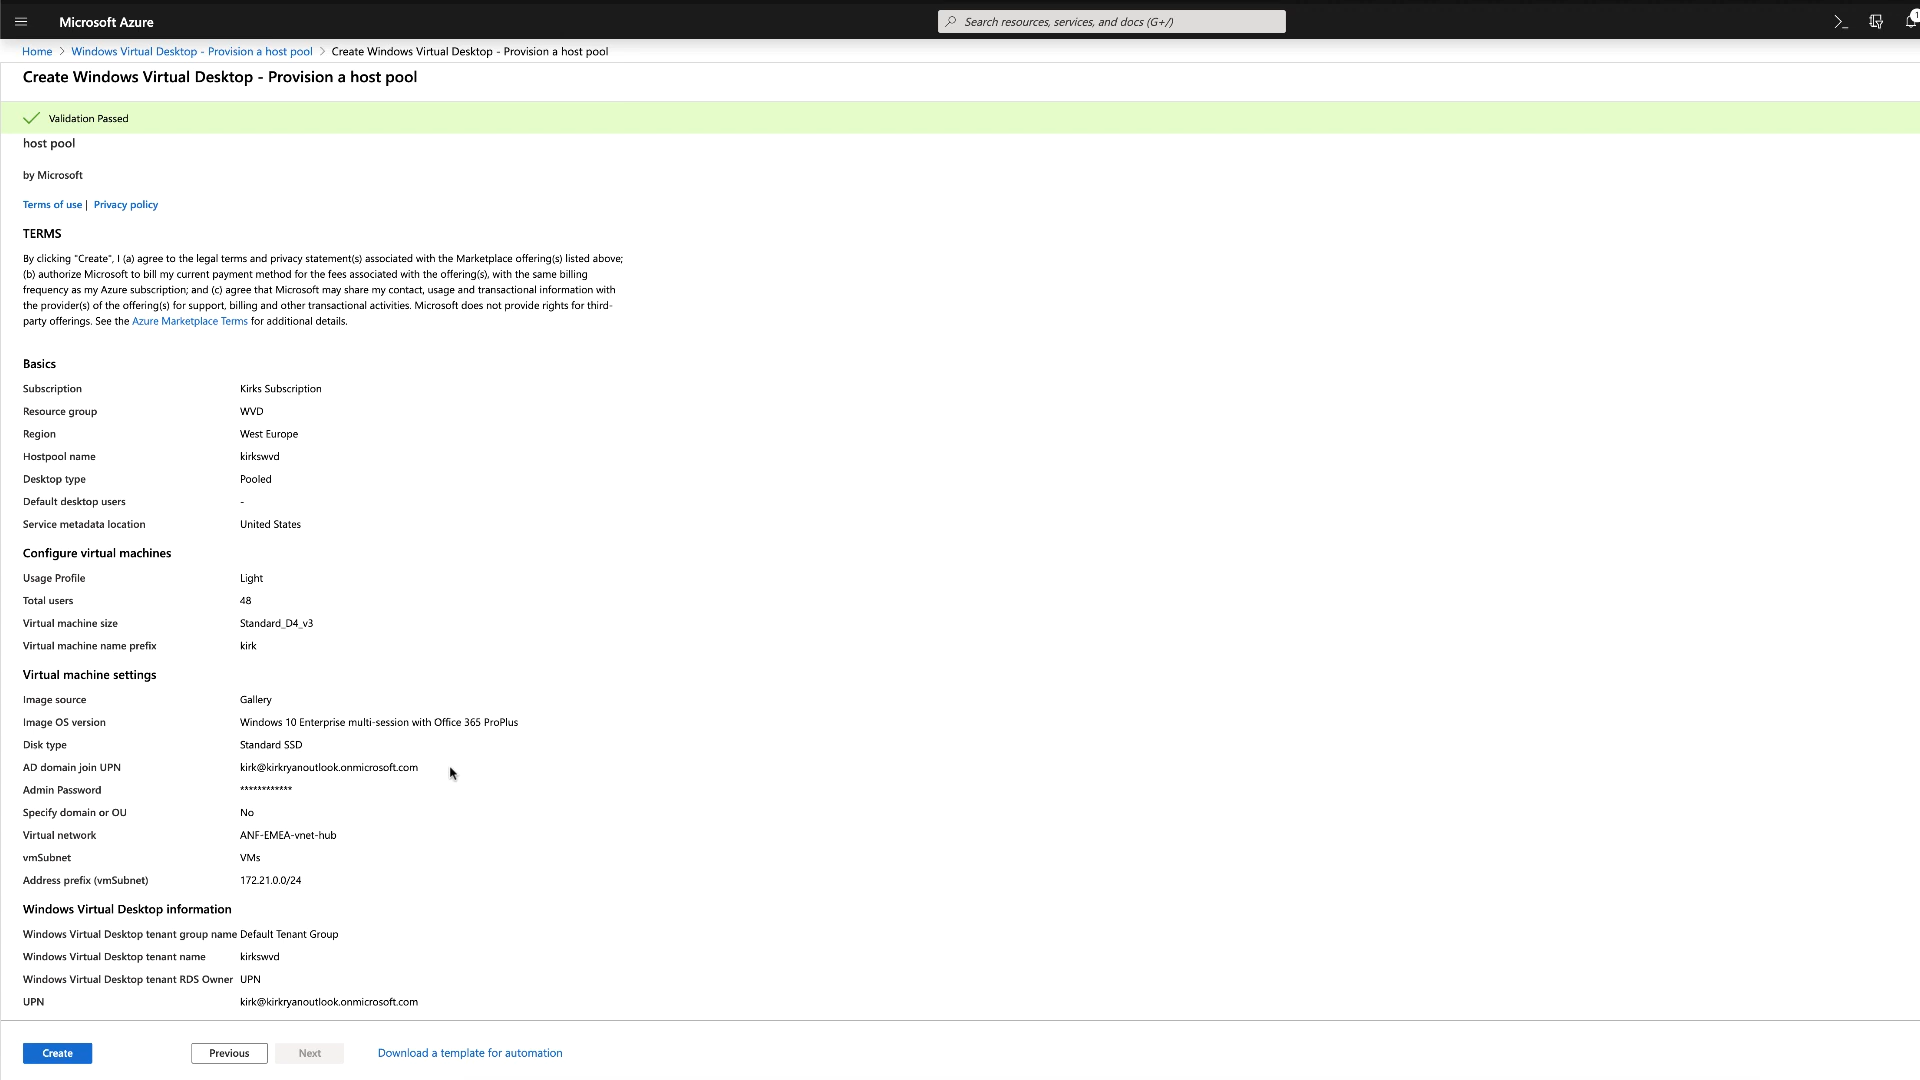 Microsoft Azure
Search resources, services, and docs (G+/)
1
Home > Windows Virtual Desktop - Provision a host pool > Create Windows Virtual Desktop - Provision a host pool
Create Windows Virtual Desktop - Provision a host pool
Validation Passed
host pool
by Microsoft
Terms of use | Privacy policy
TERMS
By clicking "Create", I (a) agree to the legal terms and privacy statement(s) associated with the Marketplace offering(s) listed above;
(b) authorize Microsoft to bill my current payment method for the fees associated with the offering(s), with the same billing
frequency as my Azure subscription; and (c) agree that Microsoft may share my contact, usage and transactional information with
the provider(s) of the offering(s) for support, billing and other transactional activities. Microsoft does not provide rights for third-
party offerings. See the Azure Marketplace Terms for additional details.
Basics
Subscription Kirks Subscription
Resource group WVD
Region West Europe
Hostpool name kirkswvd
Desktop type Pooled
Default desktop users -
Service metadata location United States
Configure virtual machines
Usage Profile Light
Total users 48
Virtual machine size Standard_D4_v3
Virtual machine name prefix kirk
Virtual machine settings
Image source Gallery
Image OS version Windows 10 Enterprise multi-session with Office 365 ProPlus
Disk type Standard SSD
AD domain join UPN kirk@kirkryanoutlook.onmicrosoft.com
Admin Password ************
Specify domain or OU No
Virtual network ANF-EMEA-vnet-hub
vmSubnet VMs
Address prefix (vmSubnet) 172.21.0.0/24
Windows Virtual Desktop information
Windows Virtual Desktop tenant group name Default Tenant Group
Windows Virtual Desktop tenant name kirkswvd
Windows Virtual Desktop tenant RDS Owner UPN
UPN kirk@kirkryanoutlook.onmicrosoft.com
Create Previous Next Download a template for automation